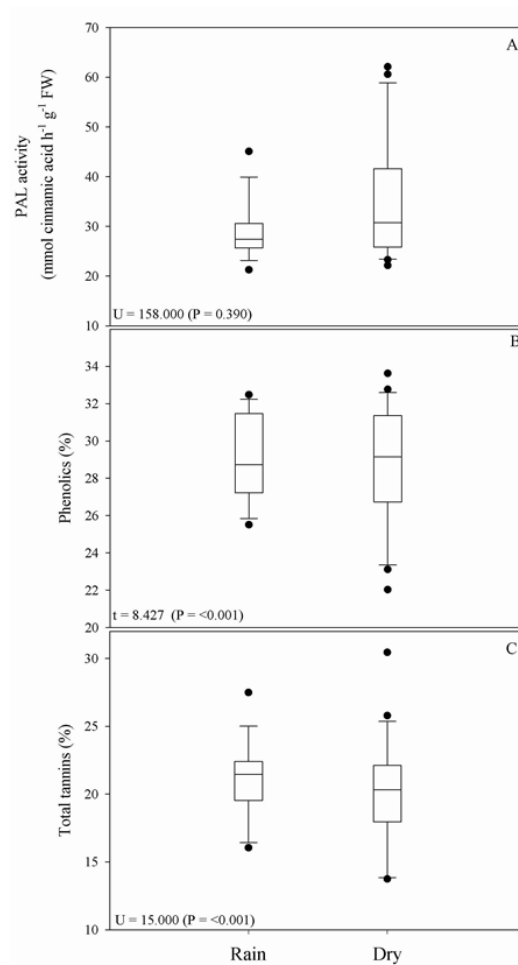 70
A
60
50
40
30
20
10
PAL activity
(mmol cinnamic acid h⁻¹ g⁻¹ FW)
U = 158.000 (P = 0.390)
B
34
32
30
28
26
24
22
20
Phenolics (%)
t = 8.427 (P = <0.001)
C
30
25
20
15
10
Total tannins (%)
U = 15.000 (P = <0.001)
Rain Dry